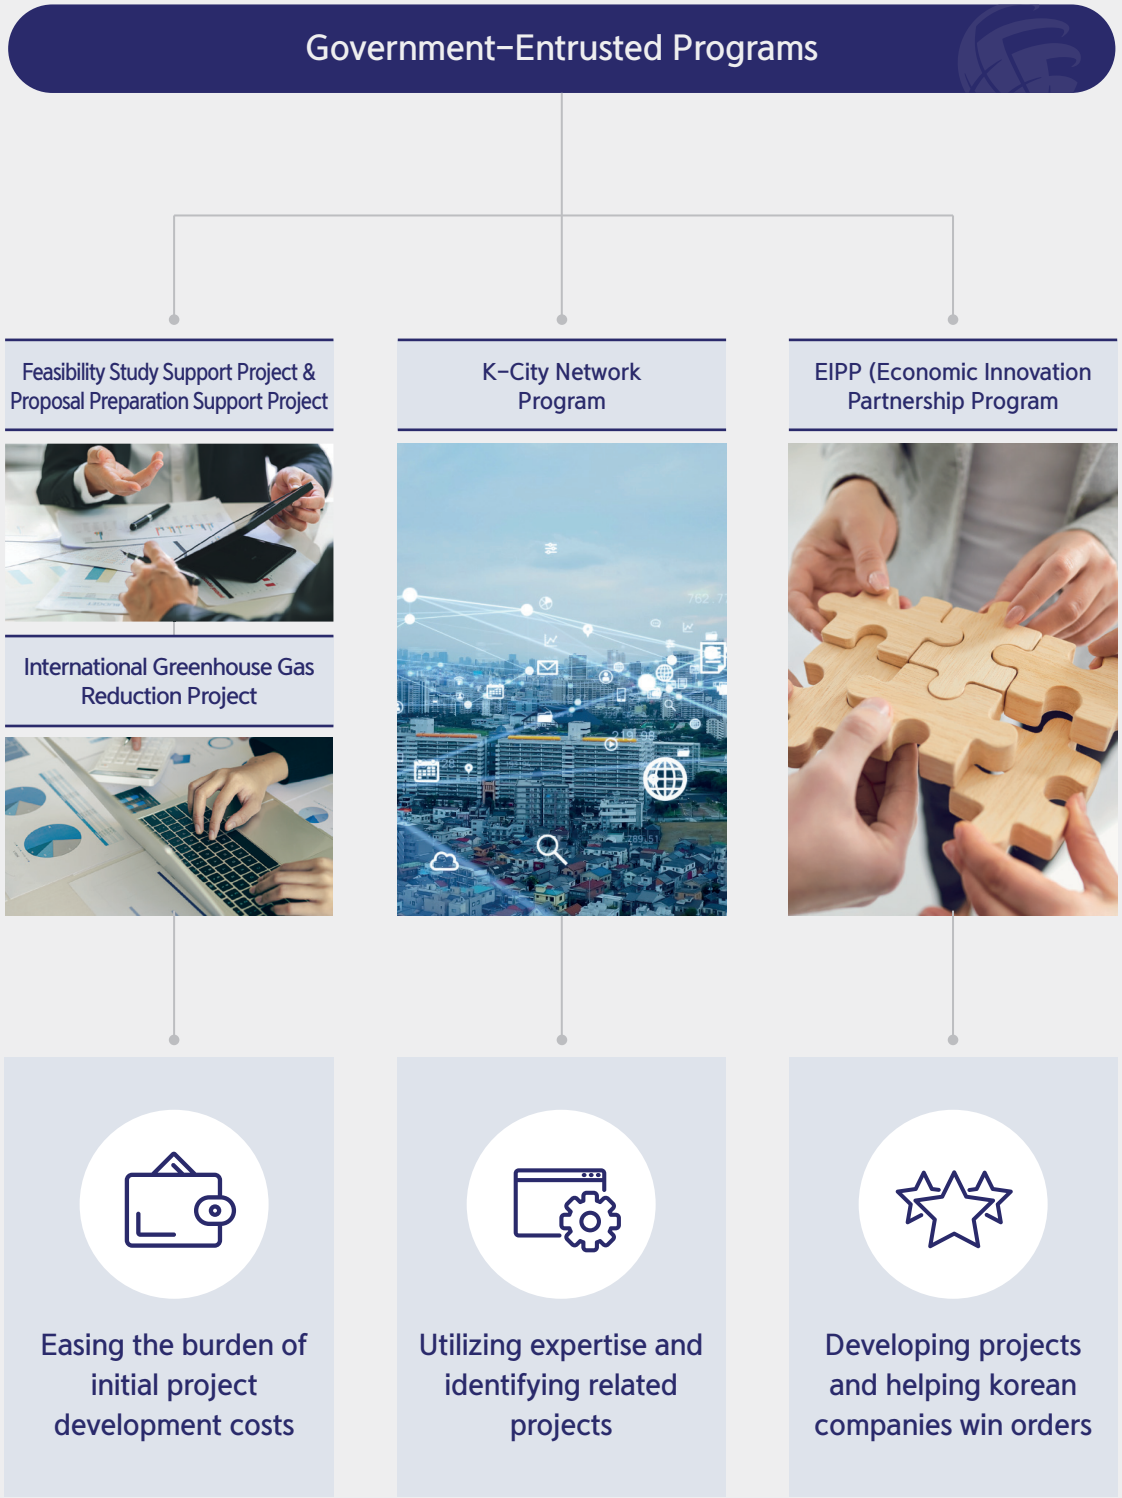 Government-Entrusted Programs
Feasibility Study Support Project &
Proposal Preparation Support Project
K-City Network
Program
EIPP (Economic Innovation
Partnership Program
International Greenhouse Gas
Reduction Project
Easing the burden of
initial project
development costs
Utilizing expertise and
identifying related
projects
Developing projects
and helping korean
companies win orders